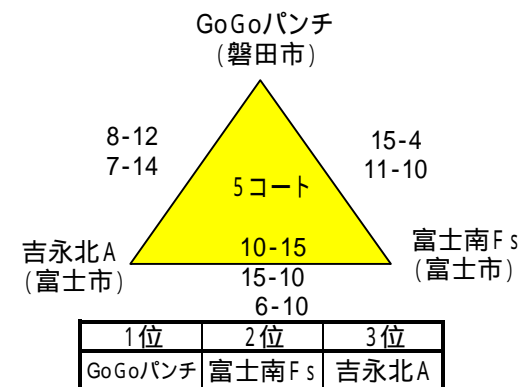 GoGoパンチ
(磐田市)
8-12
7-14
15-4
11-10
5コート
吉永北A
(富士市)
10-15
15-10
6-10
富士南Fs
(富士市)
1位 2位 3位
GoGoパンチ 富士南Fs 吉永北A